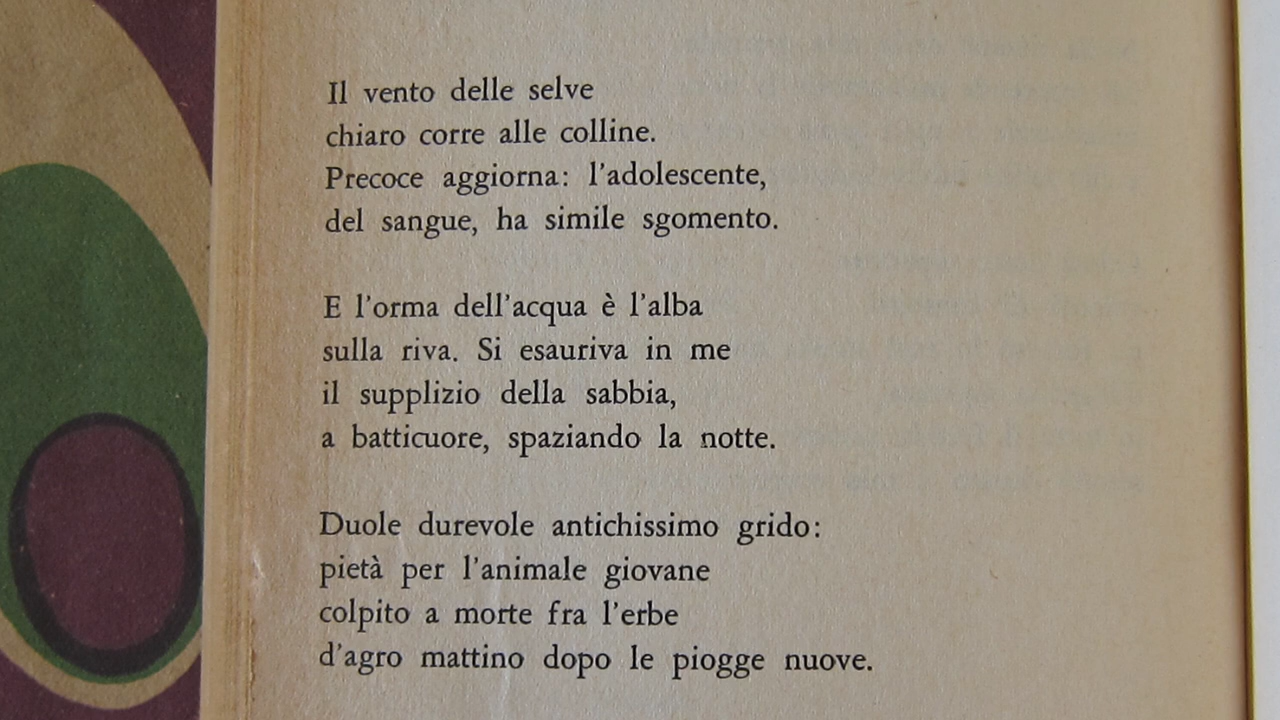 Il vento delle selve
chiaro corre alle colline.
Precoce aggiorna: l'adolescente,
del sangue, ha simile sgomento.
E l'orma dell'acqua è l'alba
sulla riva. Si esauriva in me
il supplizio della sabbia,
a batticuore, spaziando la notte.
Duole durevole antichissimo grido:
pietà per l'animale giovane
colpito a morte fra l'erbe
d'agro mattino dopo le piogge nuove.